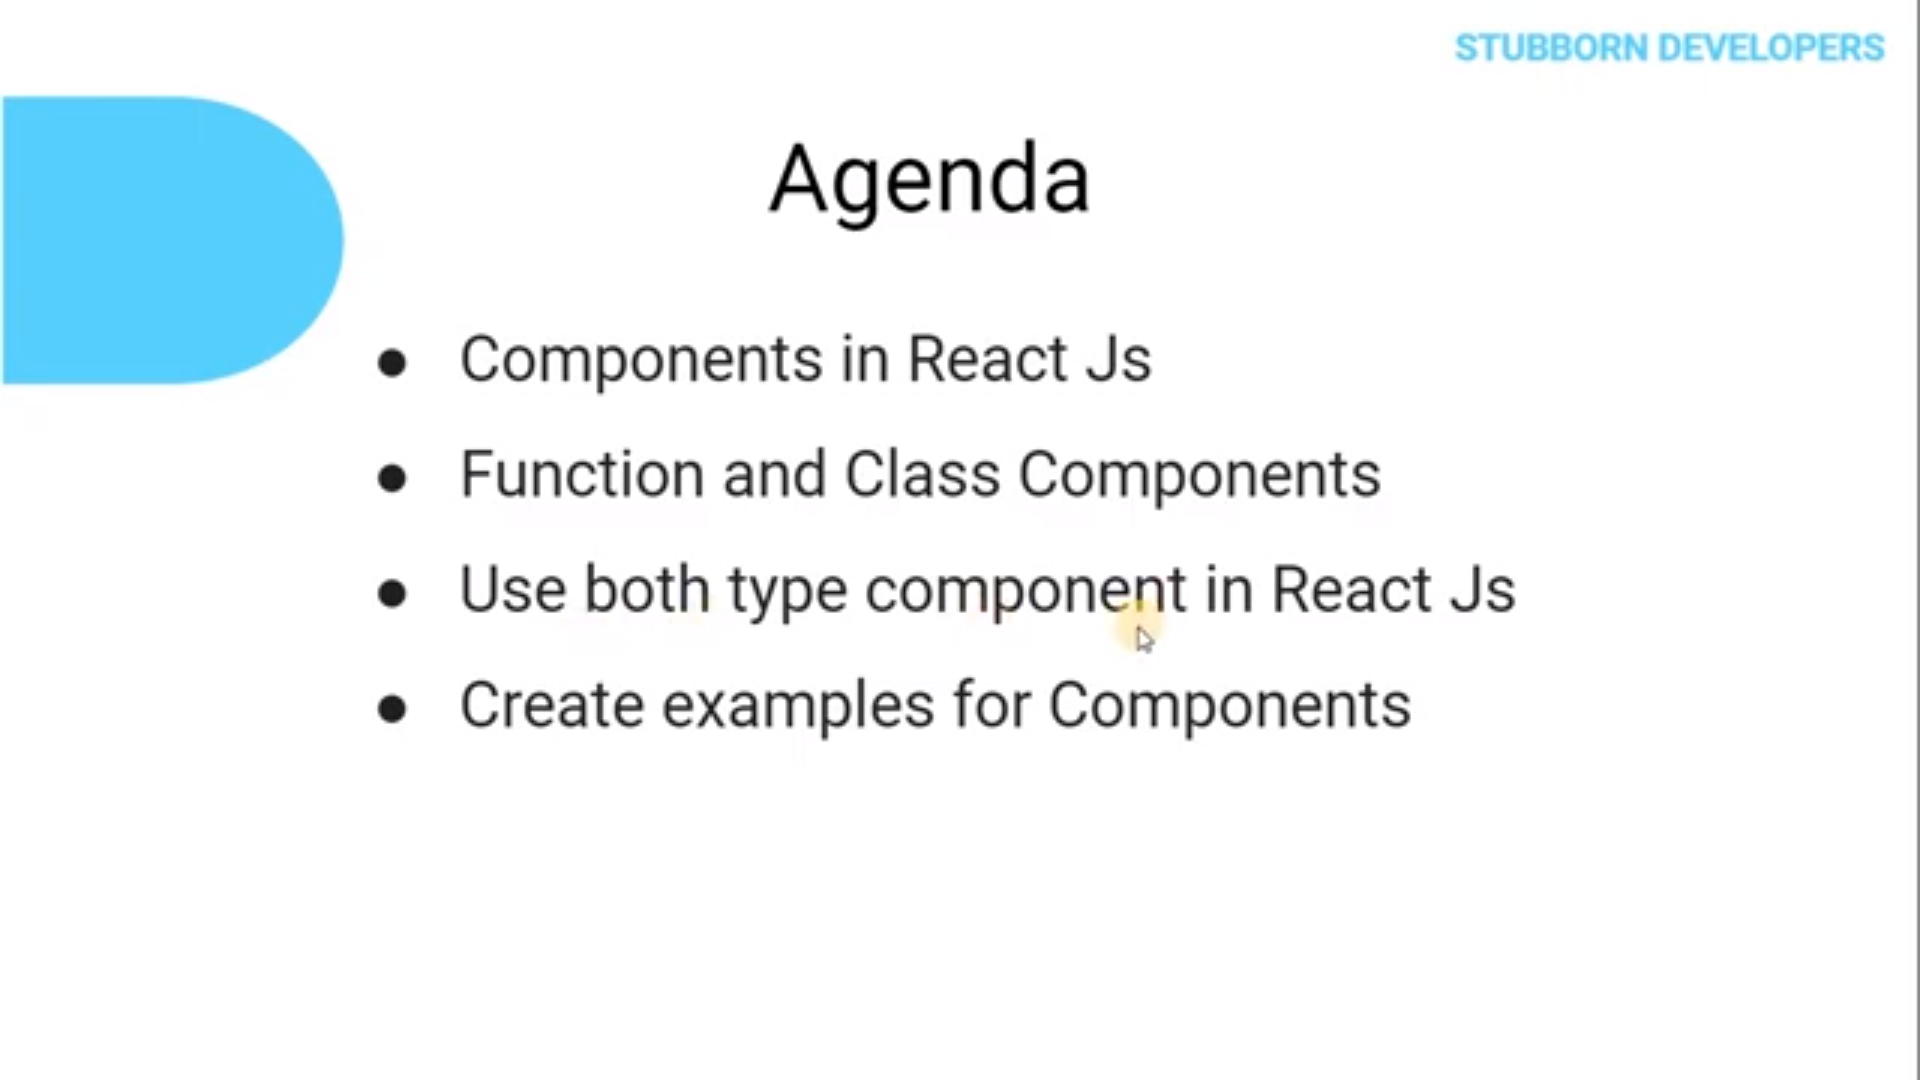 STUBBORN DEVELOPERS
Agenda
● Components in React Js
● Function and Class Components
● Use both type component in React Js
● Create examples for Components